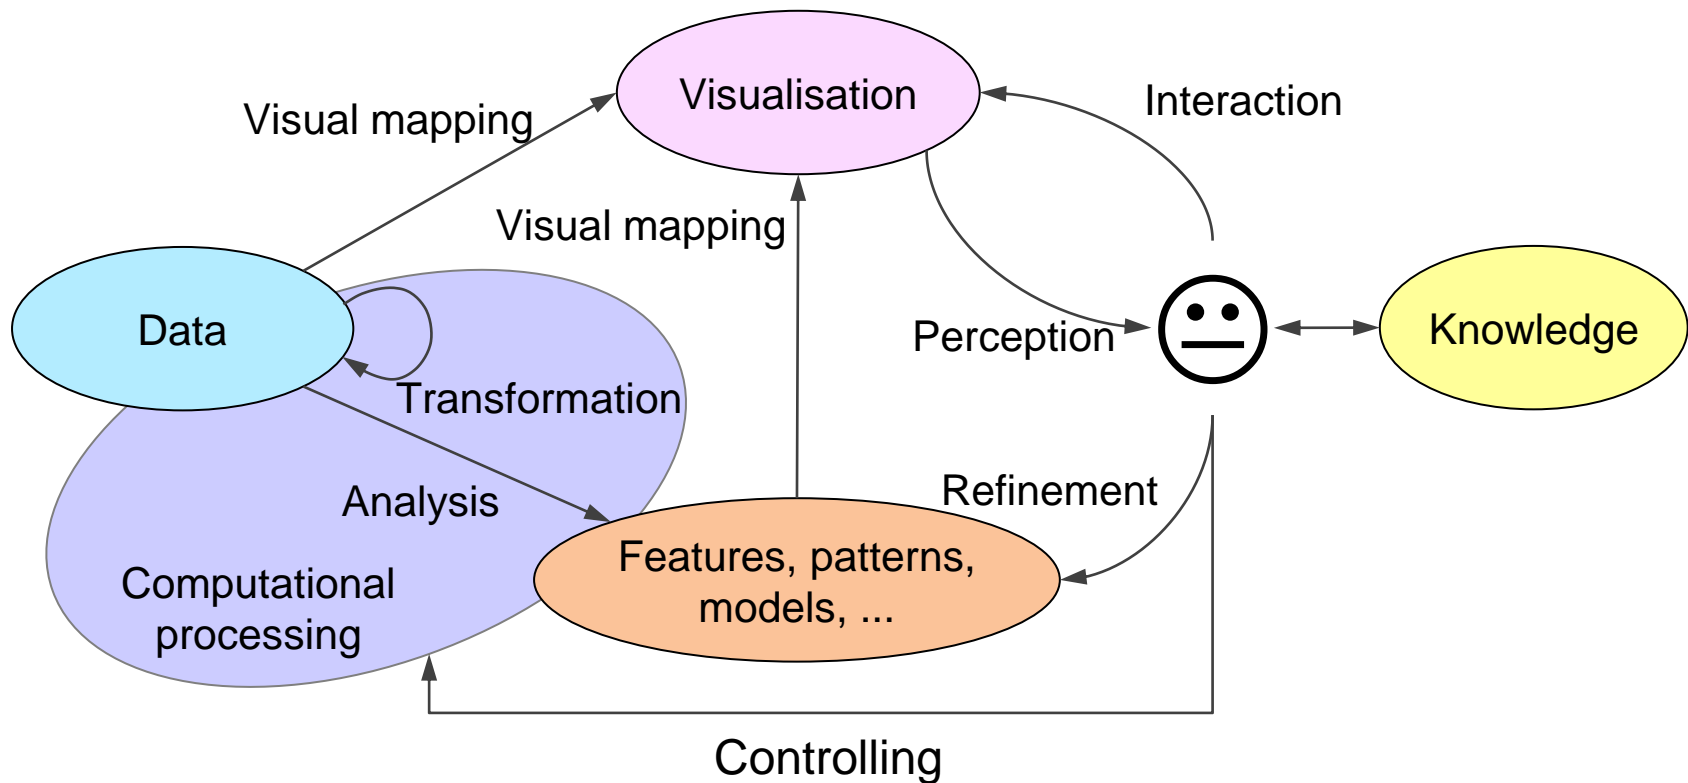 Visualisation
Interaction
Visual mapping
Visual mapping
Data
Perception
Knowledge
Transformation
Analysis
Refinement
Features, patterns,
models, ...
Computational
processing
Controlling